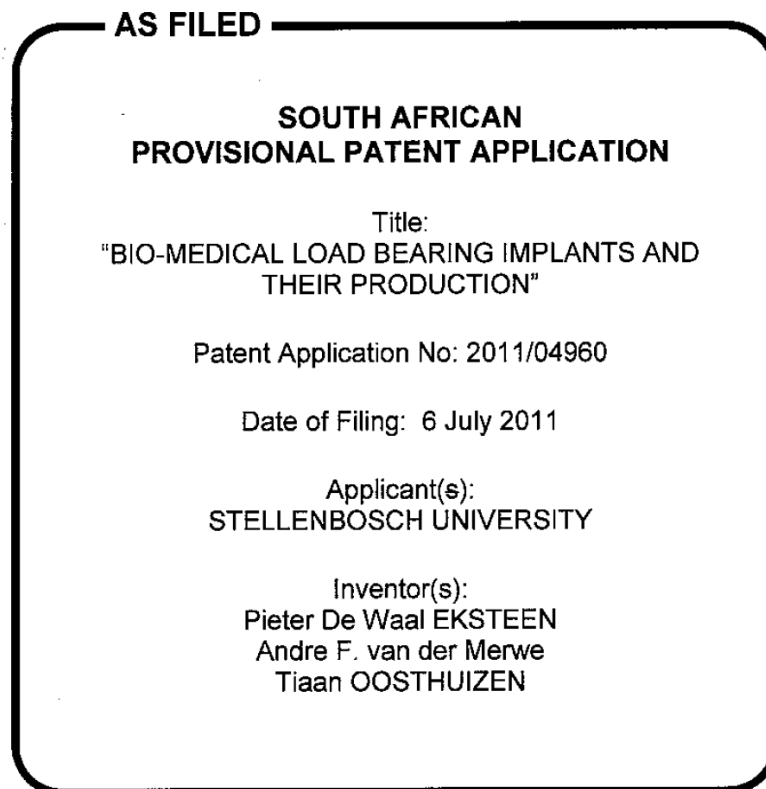 AS FILED
SOUTH AFRICAN
PROVISIONAL PATENT APPLICATION
Title:
"BIO-MEDICAL LOAD BEARING IMPLANTS AND
THEIR PRODUCTION"
Patent Application No: 2011/04960
Date of Filing: 6 July 2011
Applicant(s):
STELLENBOSCH UNIVERSITY
Inventor(s):
Pieter De Waal EKSTEEN
Andre F. van der Merwe
Tiaan OOSTHUIZEN